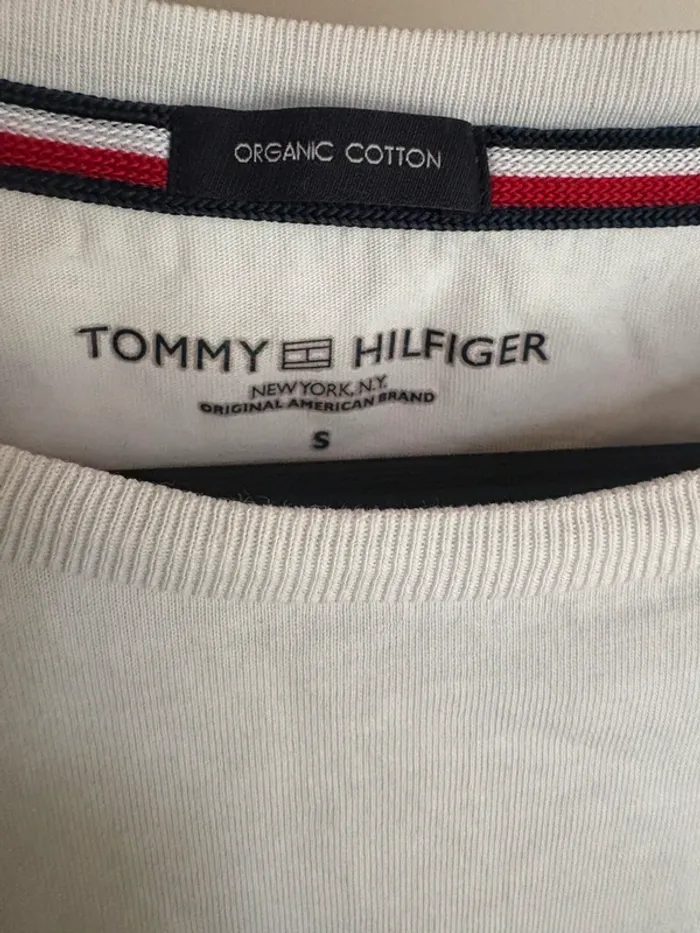 ORGANIC COTTON
TOMMY HILFIGER
NEW YORK, N.Y.
ORIGINAL AMERICAN BRAND
S